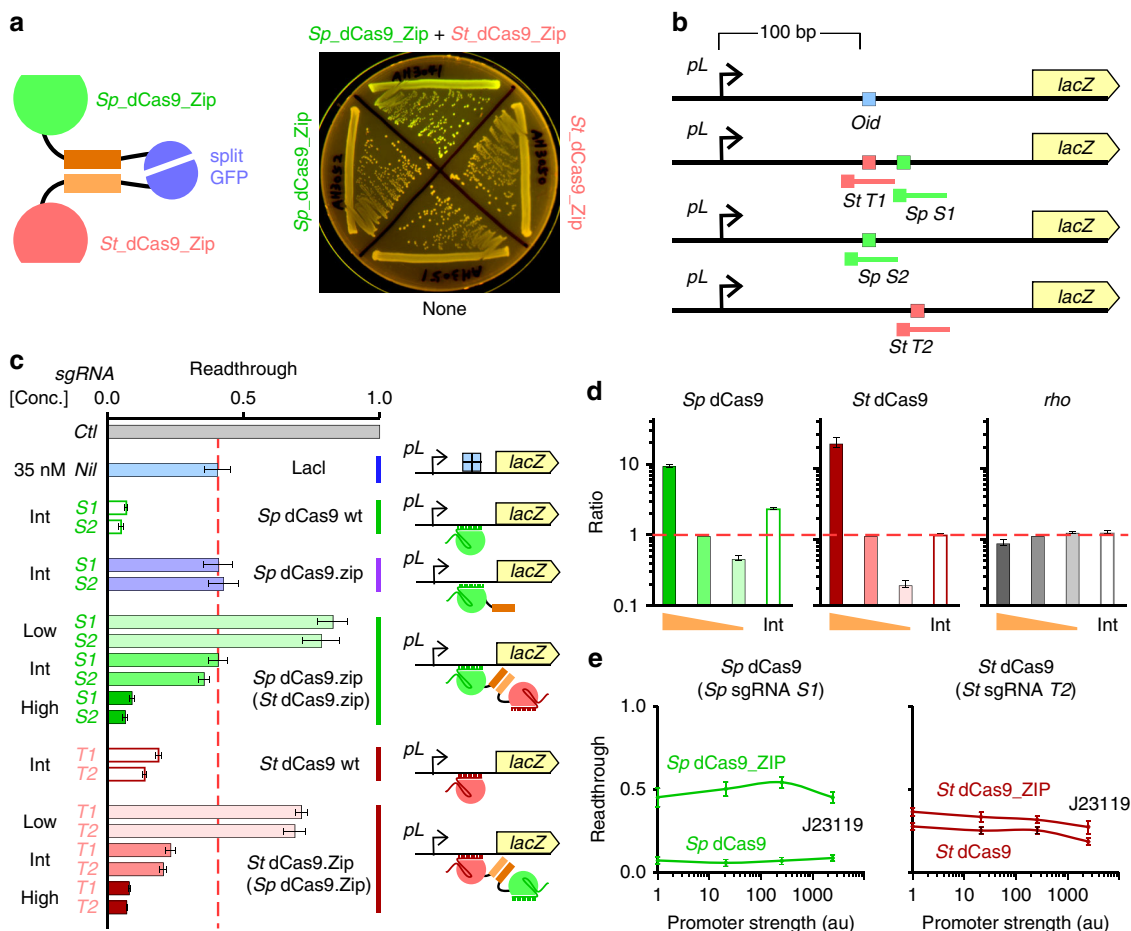 a
Sp_dCas9_Zip + St_dCas9_Zip
Sp_dCas9_Zip
split
GFP
St_dCas9_Zip
Sp_dCas9_Zip
St_dCas9_Zip
AH3052
AH3050
AH3051
None
b
100 bp
pL
lacZ
Oid
pL
lacZ
St T1
Sp S1
pL
lacZ
Sp S2
pL
lacZ
St T2
c
sgRNA
Readthrough
[Conc.]
0.0
0.5
1.0
Ctl
35 nM
Nil
LacI
pL
lacZ
Int
S1
S2
Sp dCas9 wt
pL
lacZ
Int
S1
S2
Sp dCas9.zip
pL
lacZ
Low
S1
S2
Int
S1
S2
High
S1
S2
Sp dCas9.zip
(St dCas9.zip)
pL
lacZ
Int
T1
T2
St dCas9 wt
pL
lacZ
Low
T1
T2
Int
T1
T2
High
T1
T2
St dCas9.Zip
(Sp dCas9.Zip)
pL
lacZ
d
Sp dCas9
St dCas9
rho
Ratio
10
1
0.1
Int
Int
Int
e
Sp dCas9
(Sp sgRNA S1)
St dCas9
(St sgRNA T2)
Readthrough
1.0
0.5
0.0
Sp dCas9_ZIP
J23119
Sp dCas9
St dCas9_ZIP
J23119
St dCas9
1
10
100
1000
1
10
100
1000
Promoter strength (au)
Promoter strength (au)